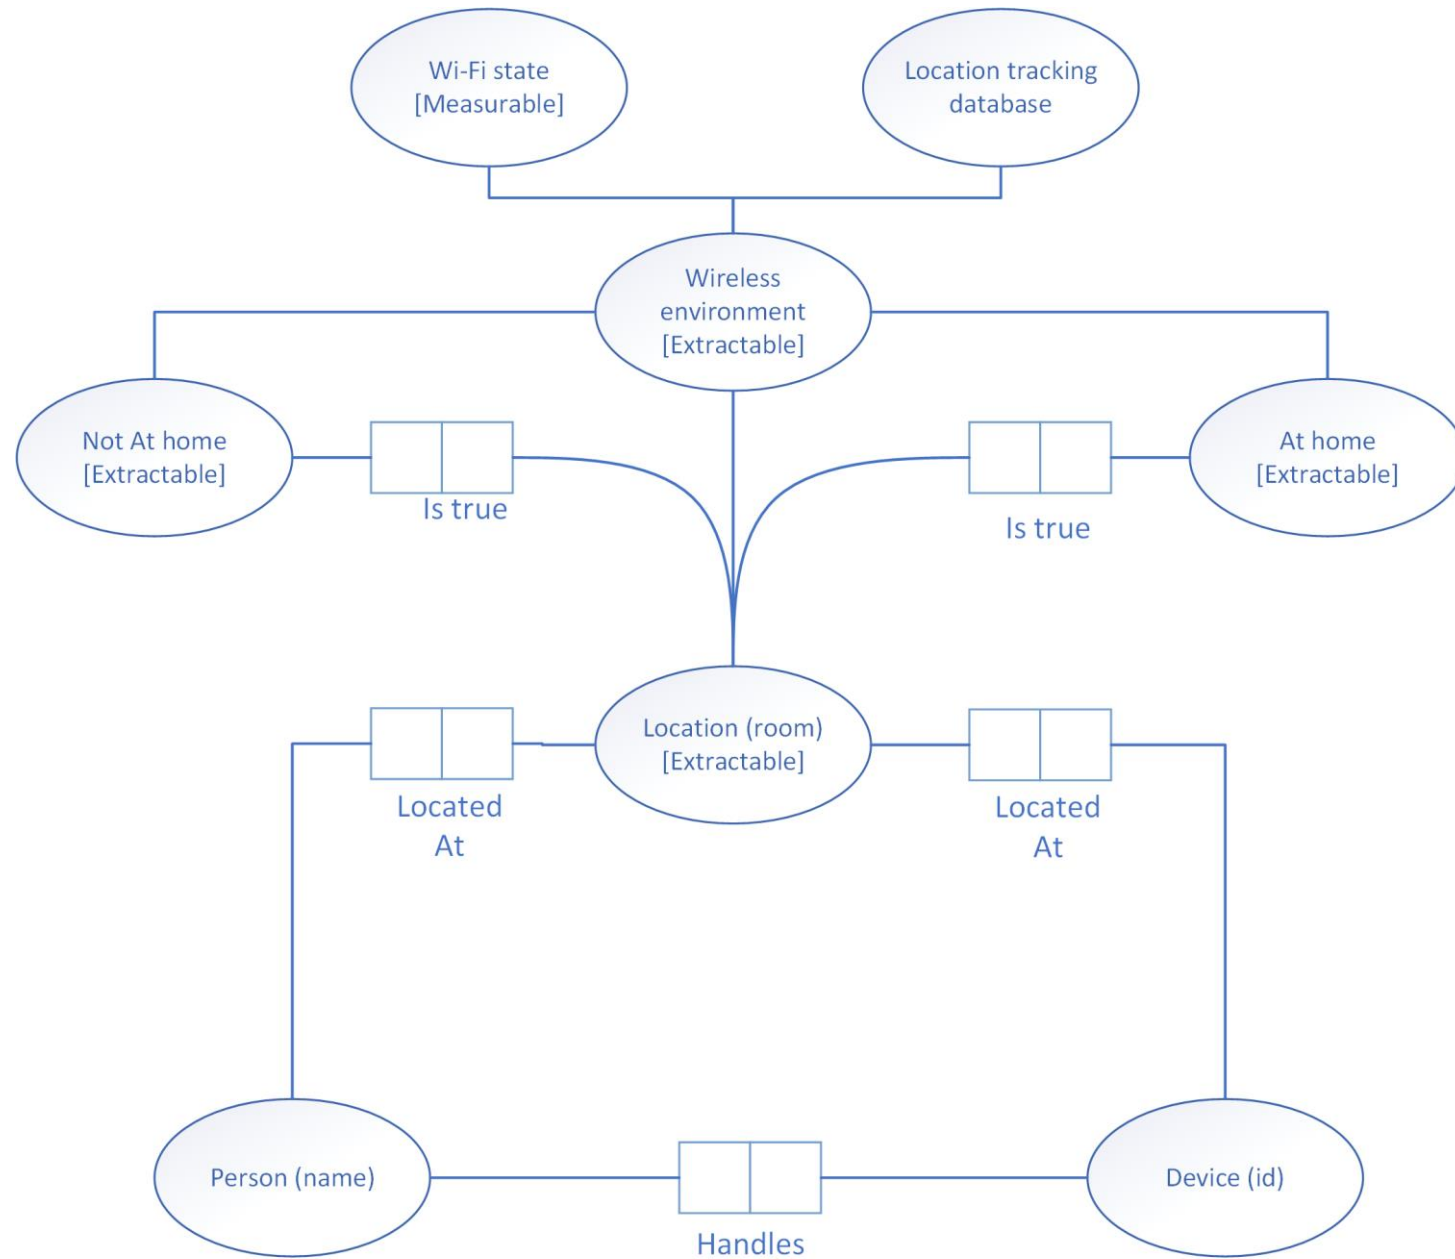 Wi-Fi state
[Measurable]
Location tracking
database
Wireless
environment
[Extractable]
Not At home
[Extractable]
Is true
At home
[Extractable]
Is true
Location (room)
[Extractable]
Located
At
Located
At
Person (name)
Device (id)
Handles